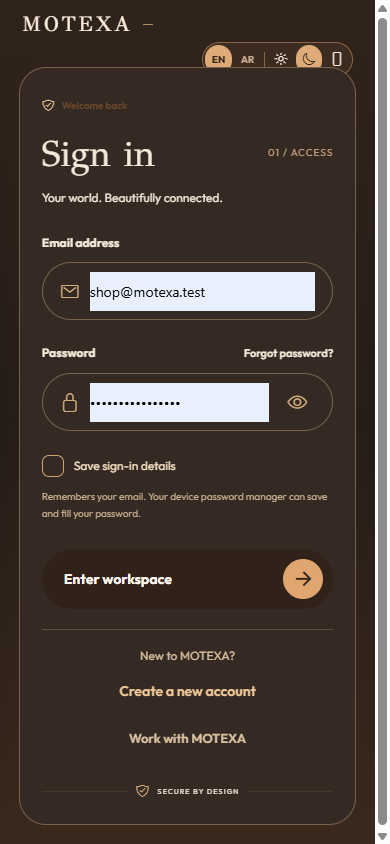 MOTEXA
EN AR
Welcome back
Sign in
01 / ACCESS
Your world. Beautifully connected.
Email address
shop@motexa.test
Password
Forgot password?
••••••••••••••••
Save sign-in details
Remembers your email. Your device password manager can save
and fill your password.
Enter workspace
New to MOTEXA?
Create a new account
Work with MOTEXA
SECURE BY DESIGN